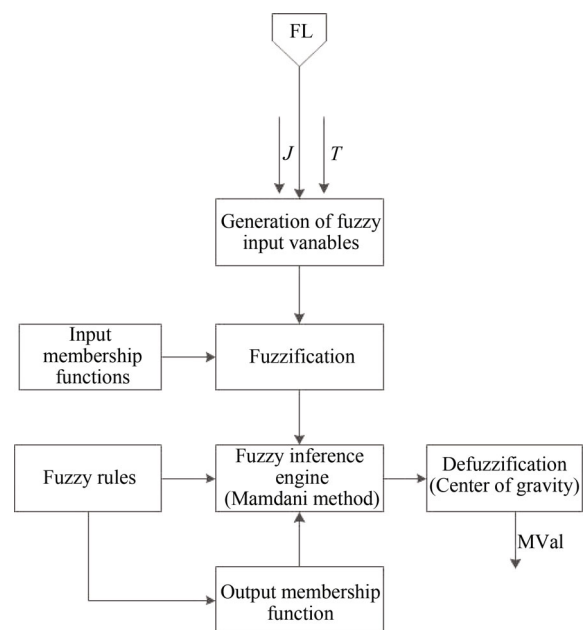 FL
J
T
Generation of fuzzy
input vanables
Input
membership
functions
Fuzzification
Fuzzy rules
Fuzzy inference
engine
(Mamdani method)
Defuzzification
(Center of gravity)
MVal
Output membership
function